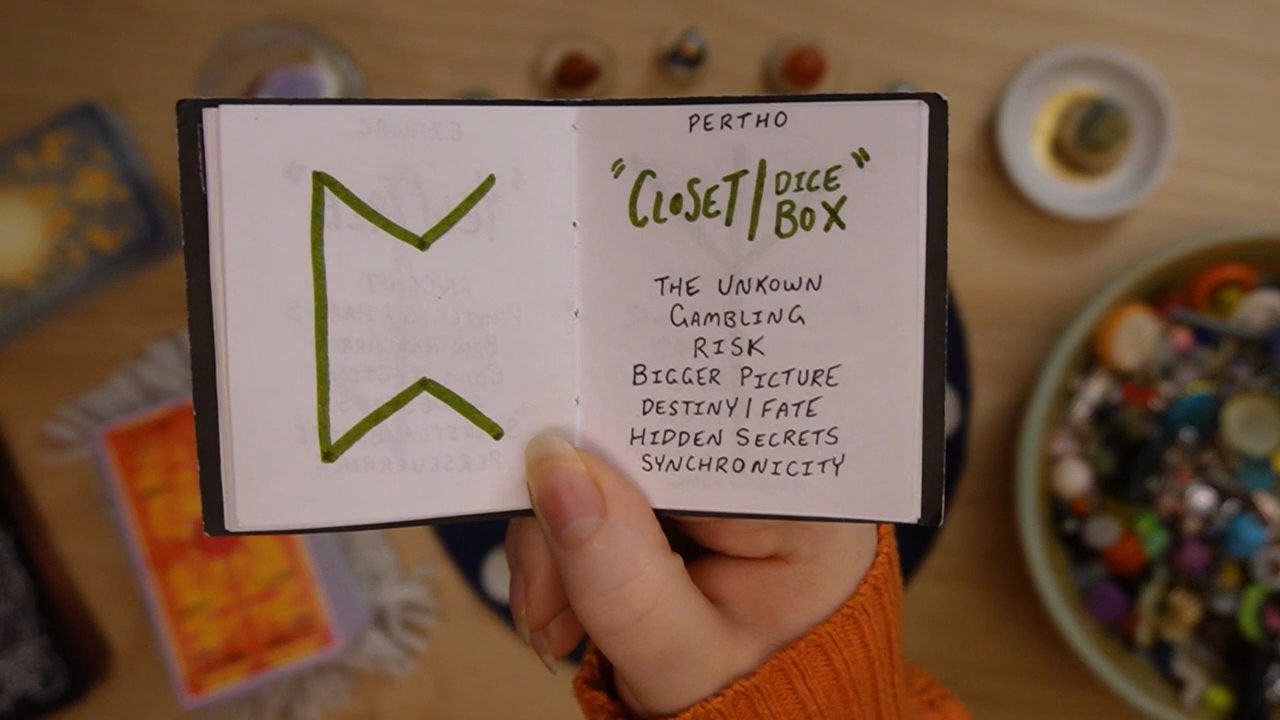 PERTHO
"CLOSET/DICE BOX"
THE UNKOWN
GAMBLING
RISK
BIGGER PICTURE
DESTINY/FATE
HIDDEN SECRETS
SYNCHRONICITY